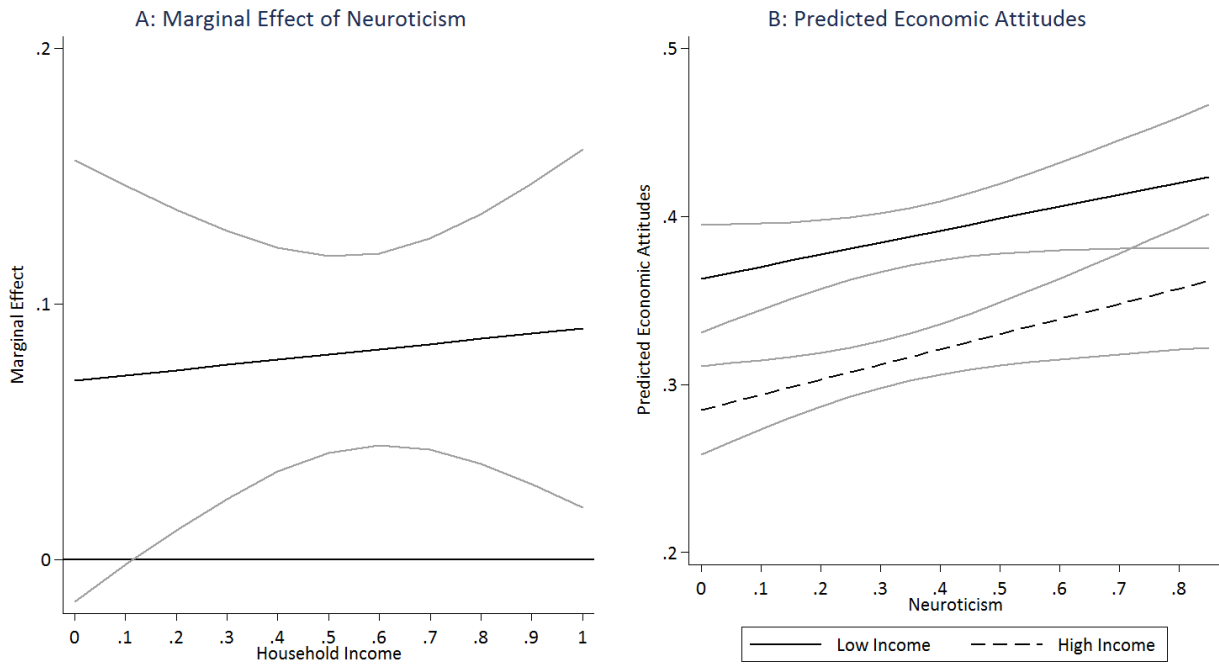 A: Marginal Effect of Neuroticism
.2
.1
0
Marginal Effect
0 .1 .2 .3 .4 .5 .6 .7 .8 .9 1
Household Income
B: Predicted Economic Attitudes
.5
.4
.3
.2
Predicted Economic Attitudes
0 .1 .2 .3 .4 .5 .6 .7 .8
Neuroticism
Low Income High Income